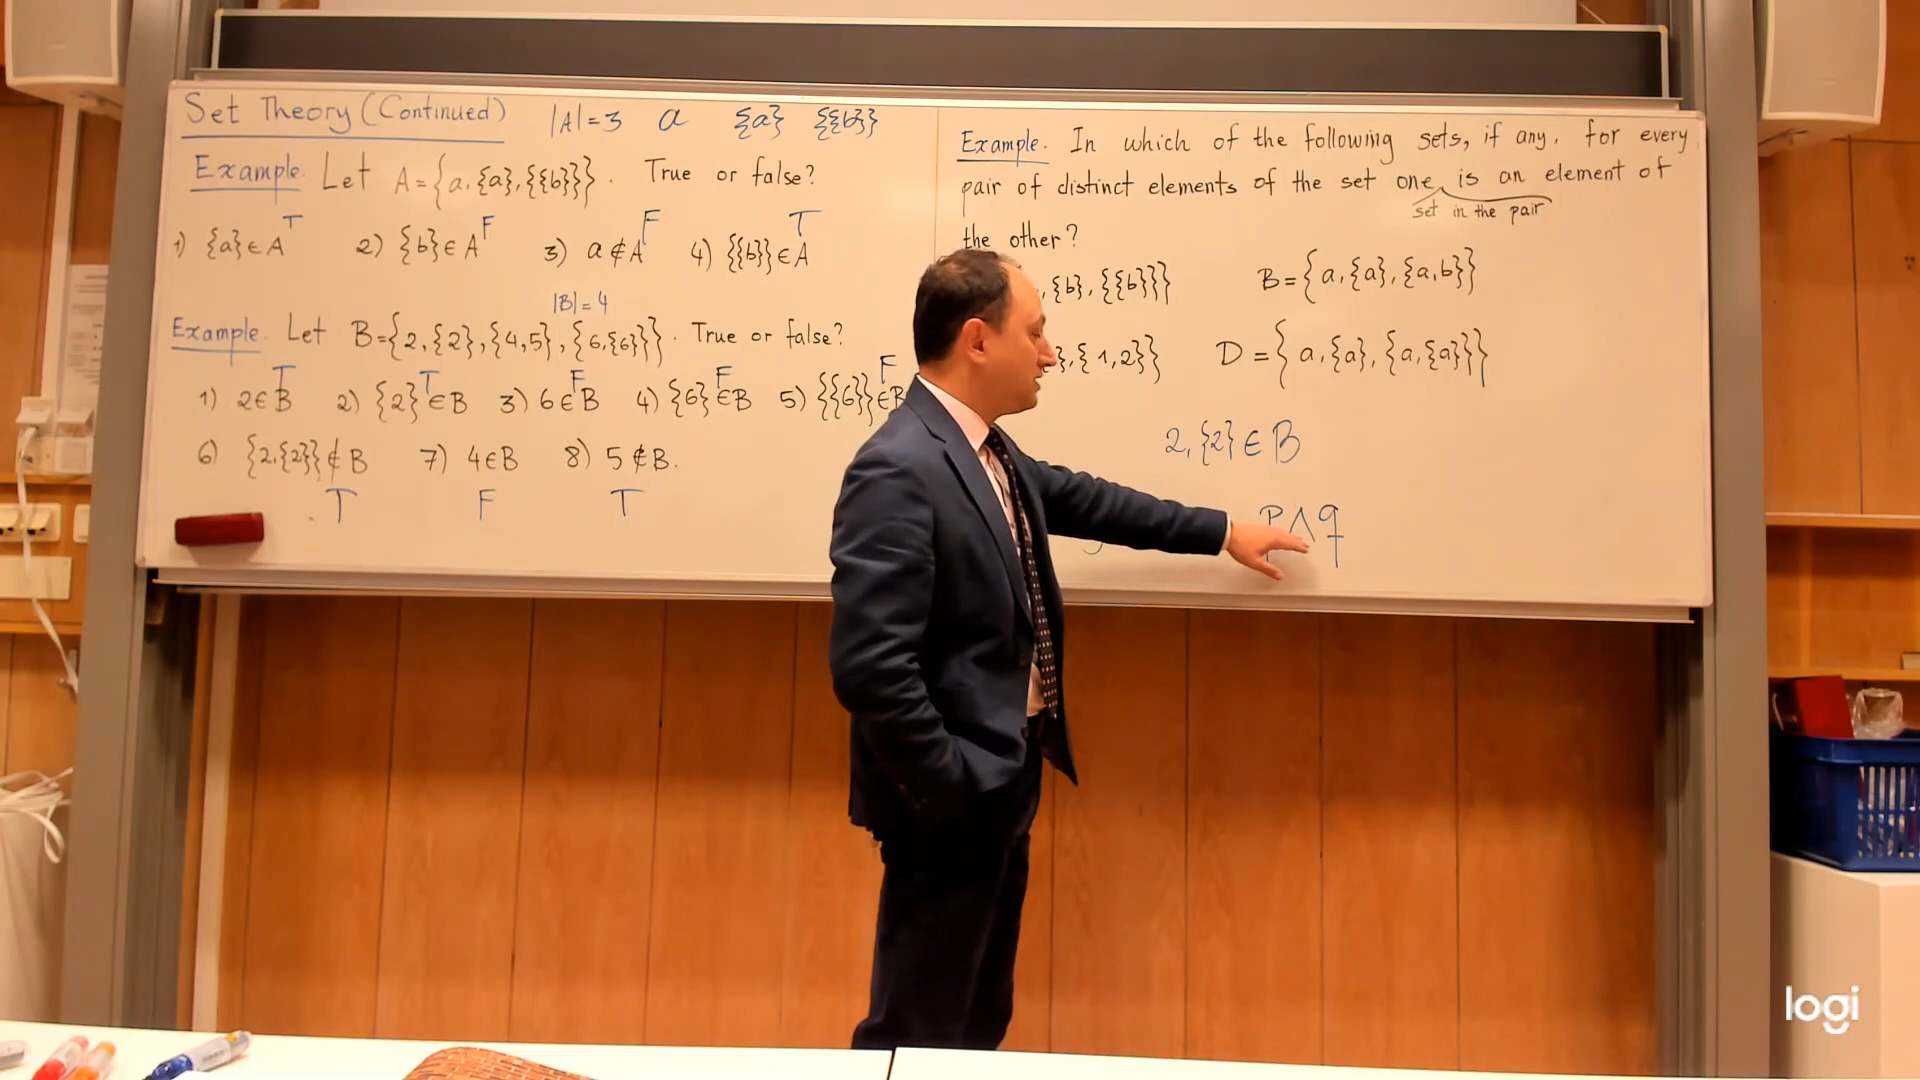 Set Theory (Continued) |A|=3 a {a} {{b}}
Example. Let A={a,{a},{{b}}}. True or false?
1) {a}∈A T 2) {b}∈A F 3) a∉A F 4) {{b}}∈A T
|B|=4
Example. Let B={2,{2},{4,5},{6,{6}}}. True or false?
1) 2∈B T 2) {2}∈B T 3) 6∈B F 4) {6}∈B F 5) {{6}}∈B F
6) {2,{2}}∉B 7) 4∈B 8) 5∉B.
T F T
Example. In which of the following sets, if any, for every
pair of distinct elements of the set one is an element of
set in the pair
the other?
,{b},{{b}}} B={a,{a},{a,b}}
},{1,2}} D={a,{a},{a,{a}}}
2,{2}∈B
P∧q
logi